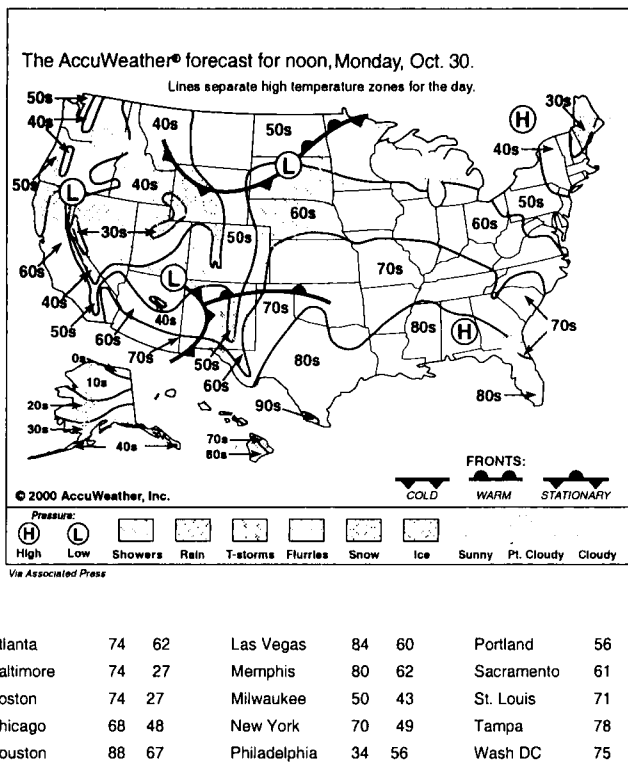 The AccuWeather® forecast for noon, Monday, Oct. 30.
Lines separate high temperature zones for the day.
50s
40s
50s
40s
50s
30s
H
40s
50s
60s
L
L
40s
30s
60s
50s
70s
60s
40s
50s
60s
L
40s
70s
50s
60s
70s
80s
90s
80s
H
70s
80s
0s
10s
20s
30s
40s
70s
80s
FRONTS:
COLD WARM STATIONARY
© 2000 AccuWeather, Inc.
Pressure:
H L
High Low Showers Rain T-storms Flurries Snow Ice Sunny Pt. Cloudy Cloudy
Via Associated Press
tlanta 74 62 Las Vegas 84 60 Portland 56
altimore 74 27 Memphis 80 62 Sacramento 61
oston 74 27 Milwaukee 50 43 St. Louis 71
hicago 68 48 New York 70 49 Tampa 78
ouston 88 67 Philadelphia 34 56 Wash DC 75